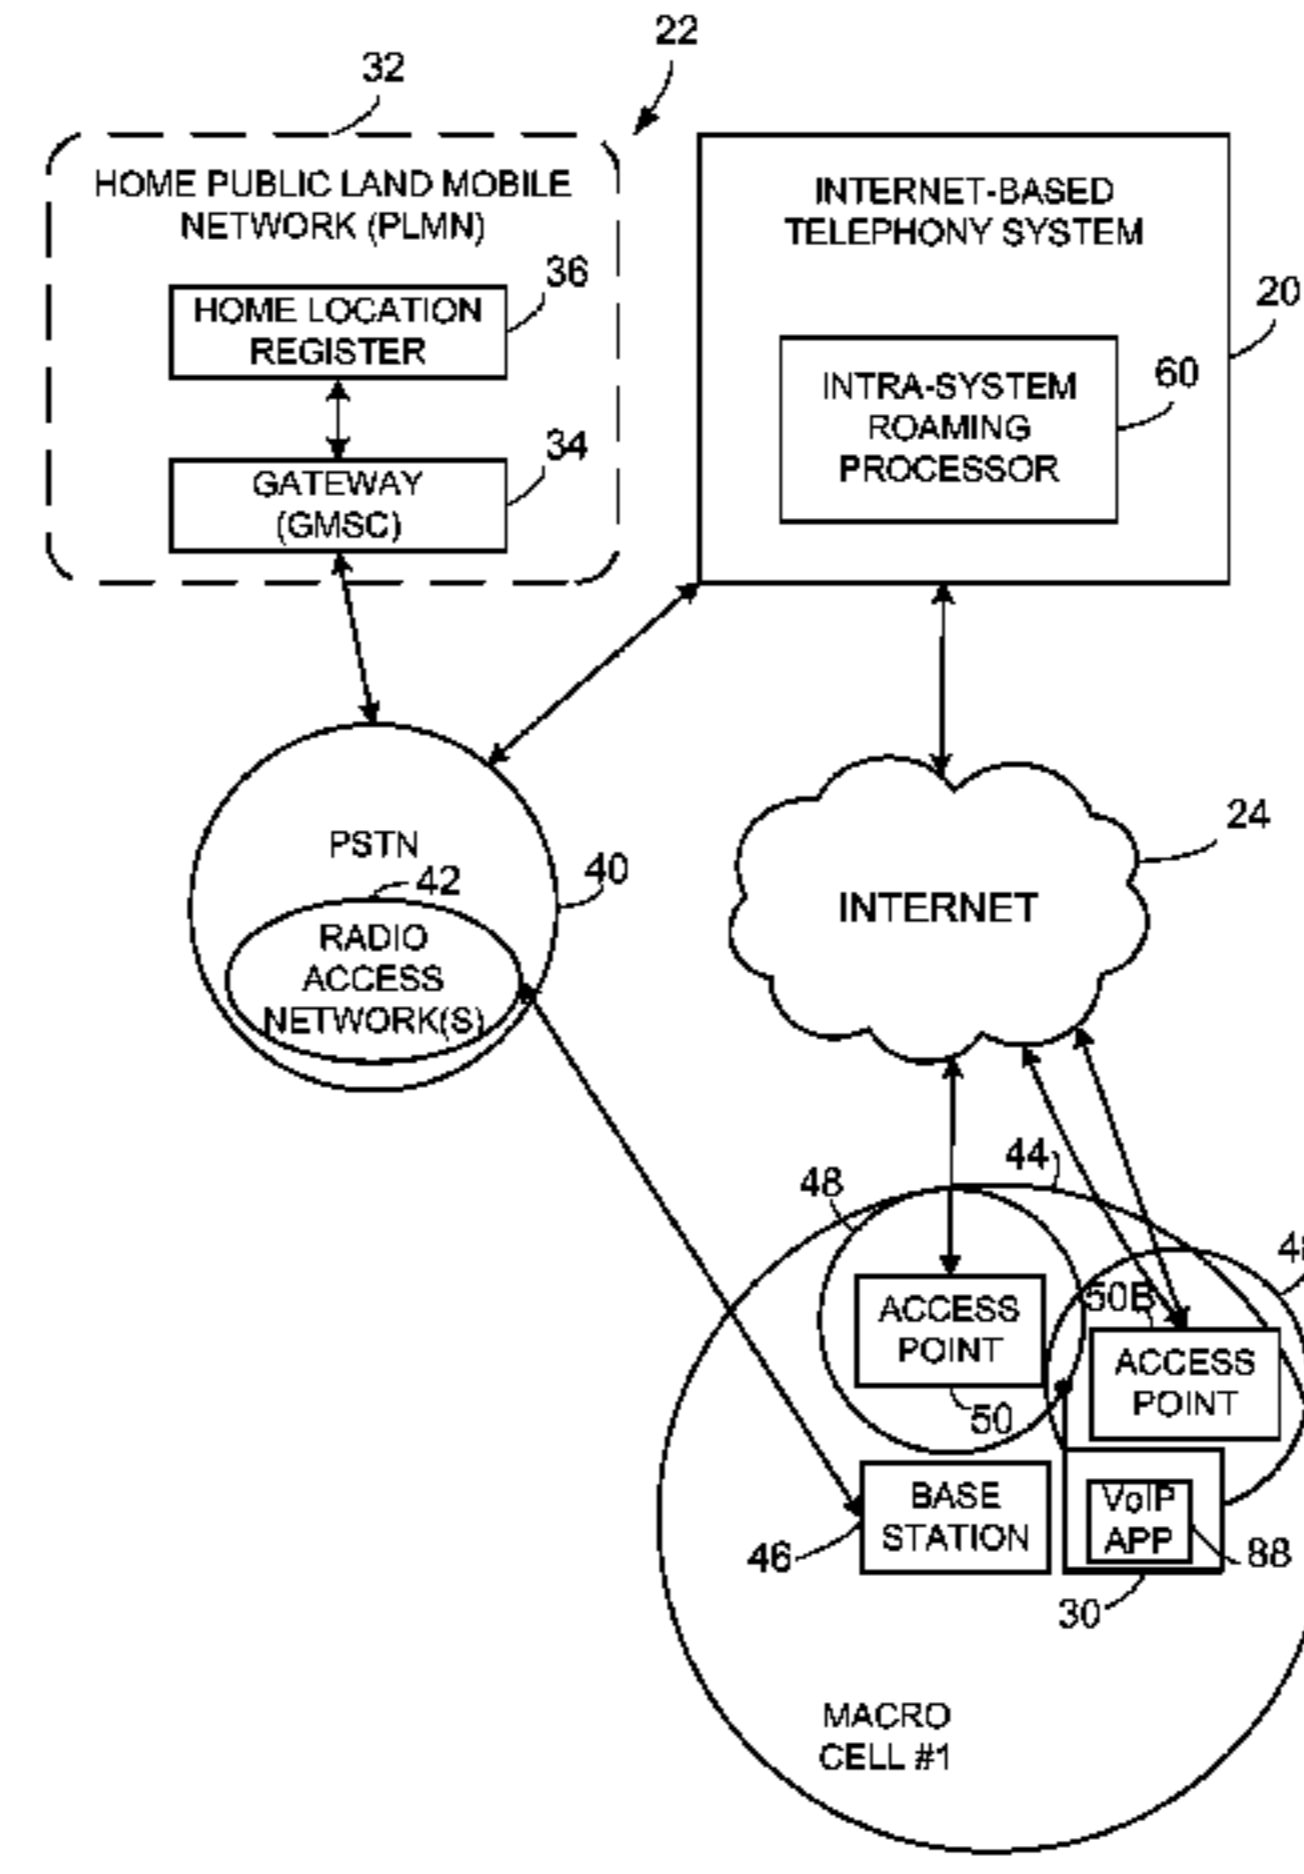 22
32
HOME PUBLIC LAND MOBILE
NETWORK (PLMN)
36
HOME LOCATION
REGISTER
34
GATEWAY
(GMSC)
INTERNET-BASED
TELEPHONY SYSTEM
20
INTRA-SYSTEM
ROAMING
PROCESSOR
60
PSTN
42
40
RADIO
ACCESS
NETWORK(S)
24
INTERNET
44
48
ACCESS
POINT
50
50B
ACCESS
POINT
BASE
STATION
46
VoIP
APP
88
30
MACRO
CELL #1